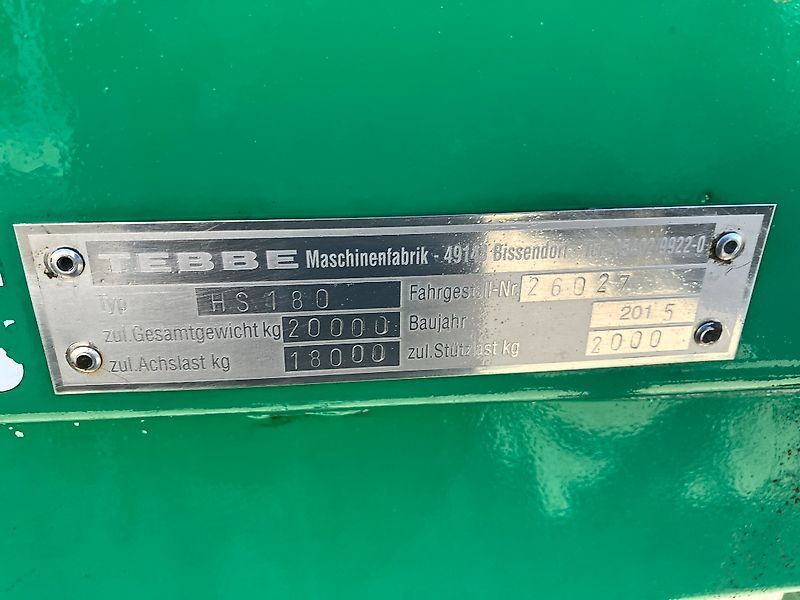 TEBBE Maschinenfabrik - Bissendorf
Typ HS180 Fahrgestell-Nr. 26027
zul.Gesamtgewicht kg 20000 Baujahr 2015
zul.Achslast kg 18000 zul.Stützlast kg 2000